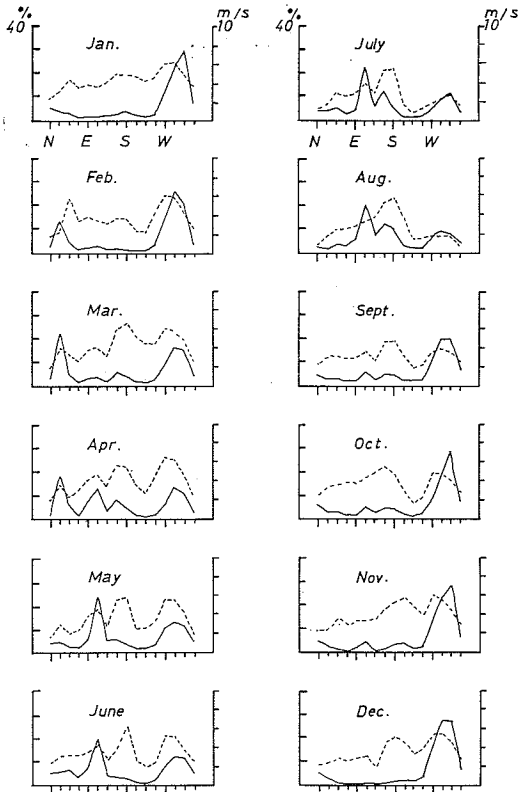 % m/s
40 10 40 10
Jan. July
N E S W N E S W
Feb. Aug.
Mar. Sept.
Apr. Oct.
May Nov.
June Dec.